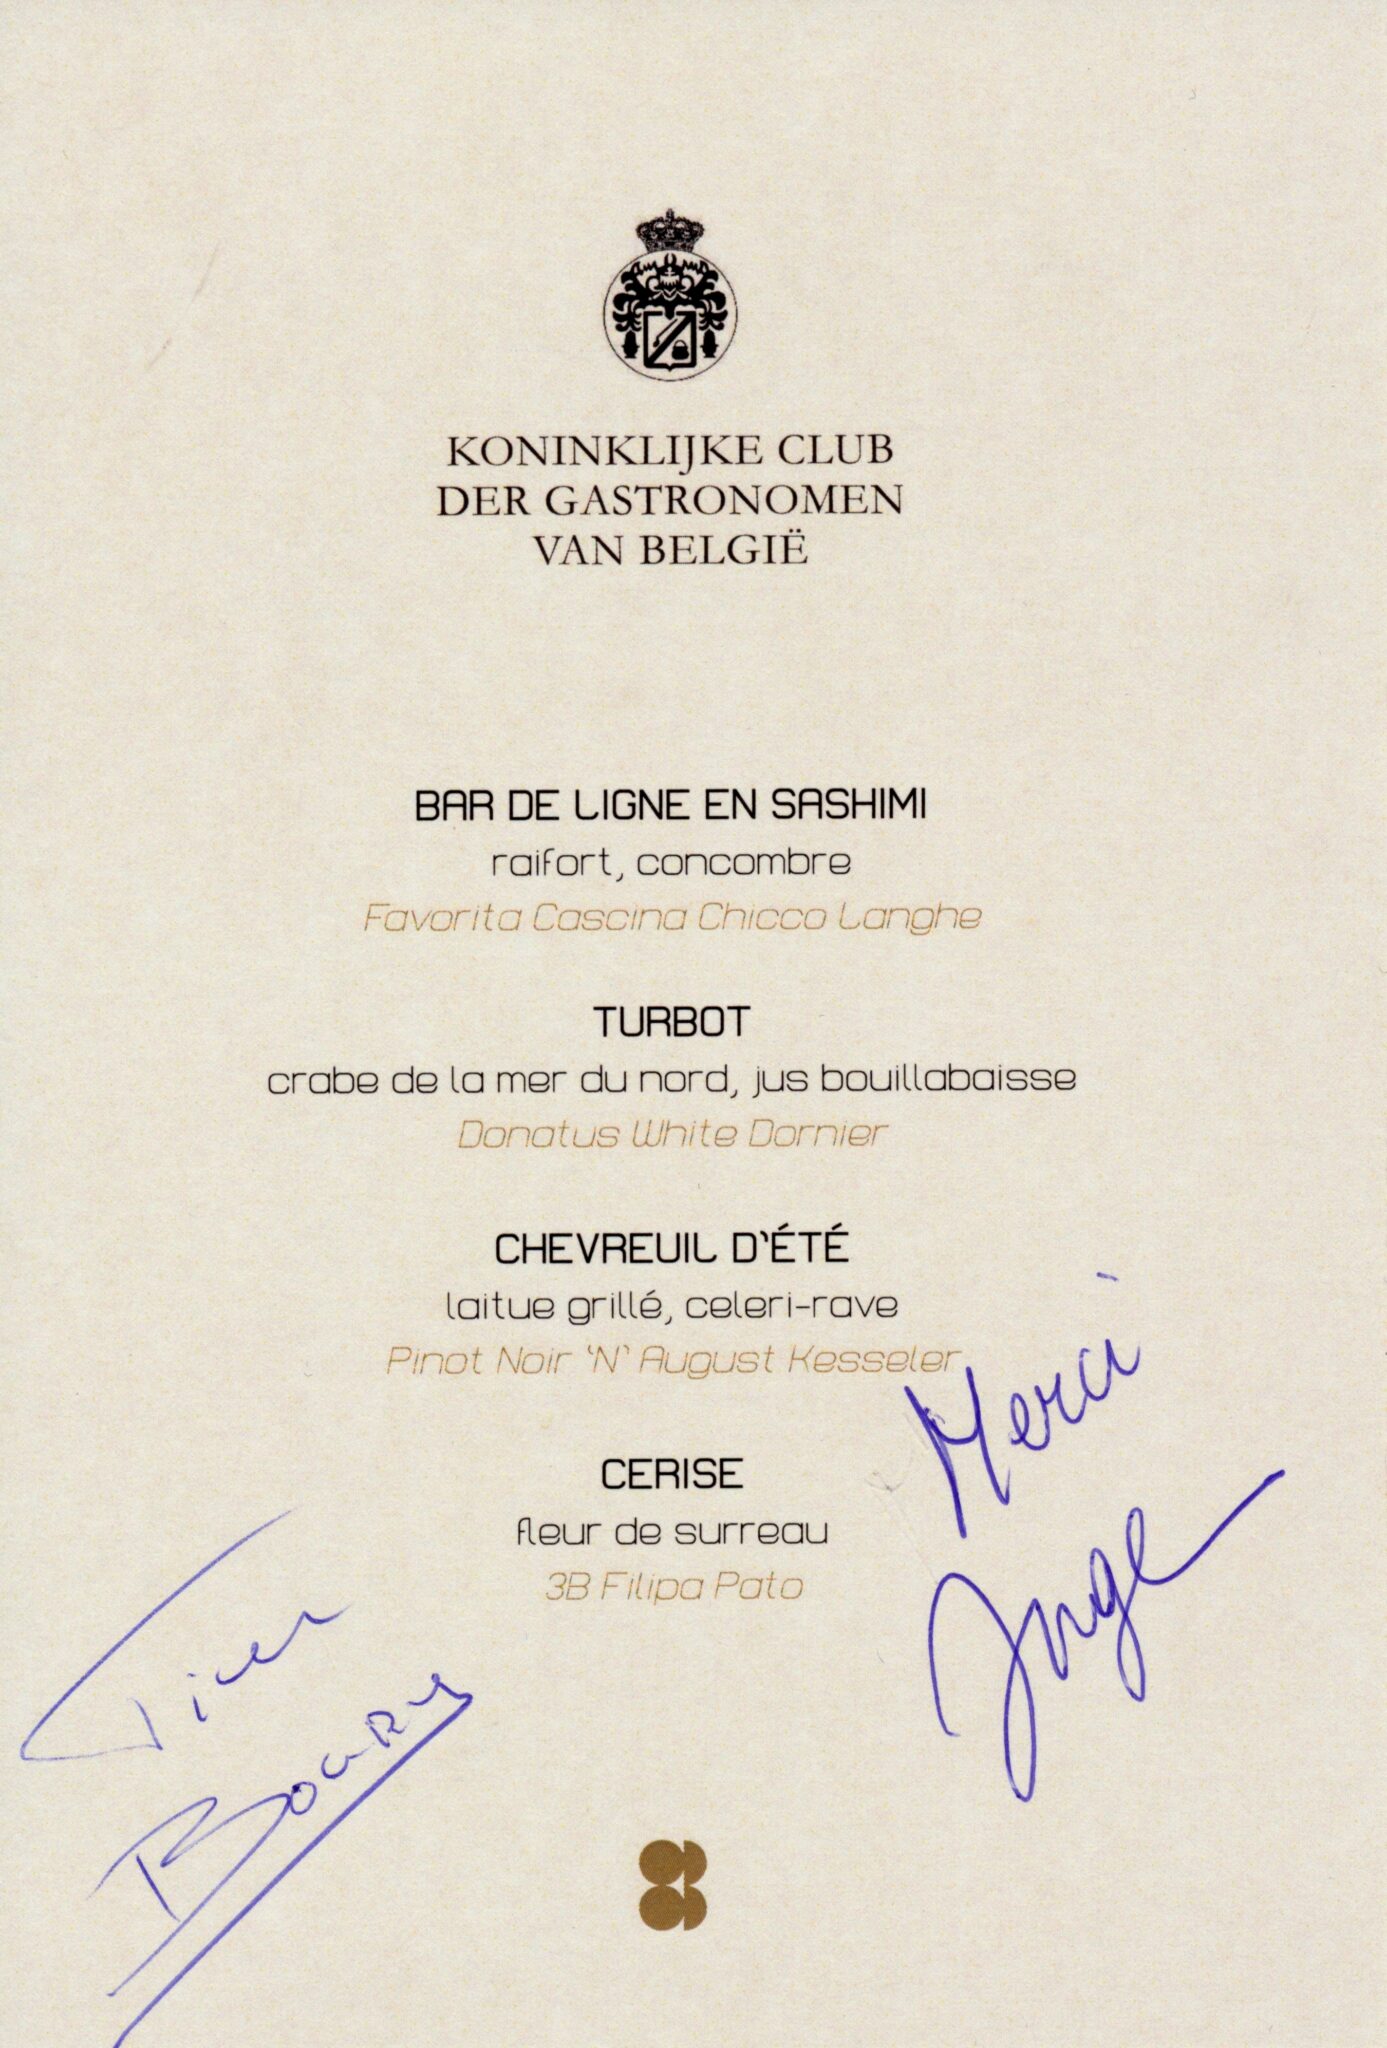 KONINKLIJKE CLUB
DER GASTRONOMEN
VAN BELGIË
BAR DE LIGNE EN SASHIMI
raifort, concombre
Favorita Cascina Chicco Langhe
TURBOT
crabe de la mer du nord, jus bouillabaisse
Donatus White Dornier
CHEVREUIL D'ÉTÉ
laitue grillé, celeri-rave
Pinot Noir 'N' August Kesseler
CERISE
fleur de surreau
3B Filipa Pato
Merci
Inge
Boury